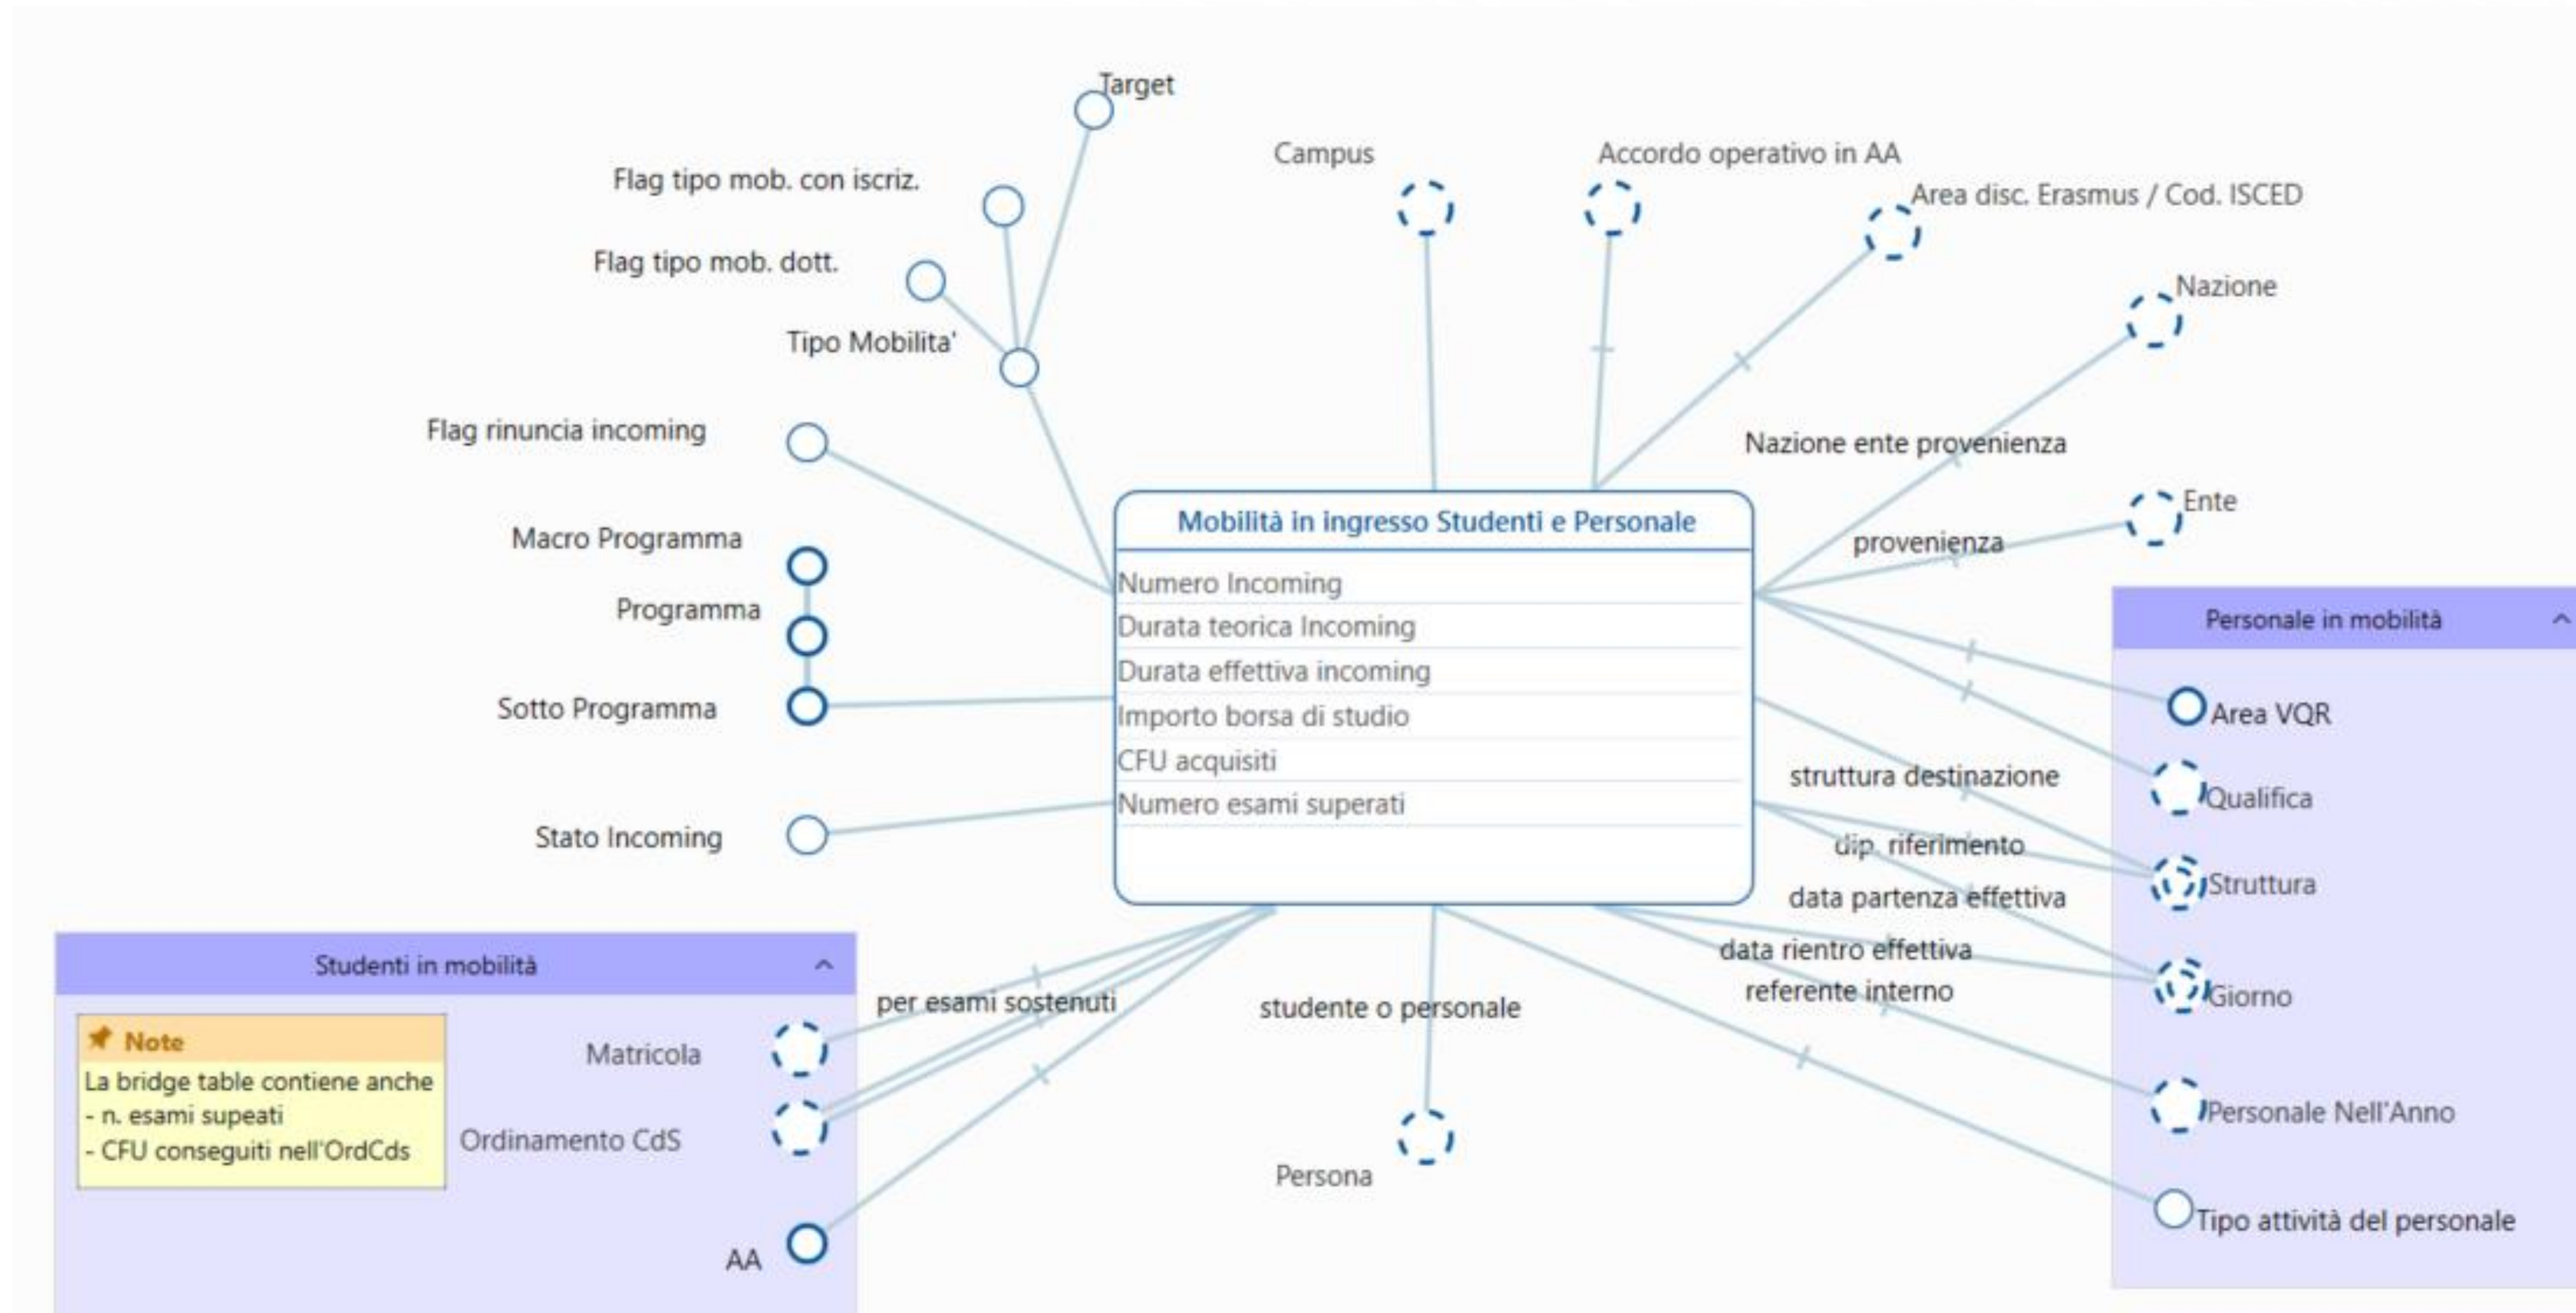 Target
Campus
Accordo operativo in AA
Flag tipo mob. con iscriz.
Area disc. Erasmus / Cod. ISCED
Flag tipo mob. dott.
Nazione
Tipo Mobilita'
Flag rinuncia incoming
Nazione ente provenienza
Ente
Macro Programma
provenienza
Programma
Sotto Programma
Stato Incoming
Mobilità in ingresso Studenti e Personale
Numero Incoming
Durata teorica Incoming
Durata effettiva incoming
Importo borsa di studio
CFU acquisiti
Numero esami superati
Personale in mobilità
Area VQR
struttura destinazione
Qualifica
dip. riferimento
Struttura
data partenza effettiva
data rientro effettiva
referente interno
Giorno
Personale Nell'Anno
Tipo attività del personale
Studenti in mobilità
per esami sostenuti
studente o personale
Note
La bridge table contiene anche
- n. esami supeati
- CFU conseguiti nell'OrdCds
Matricola
Ordinamento CdS
AA
Persona